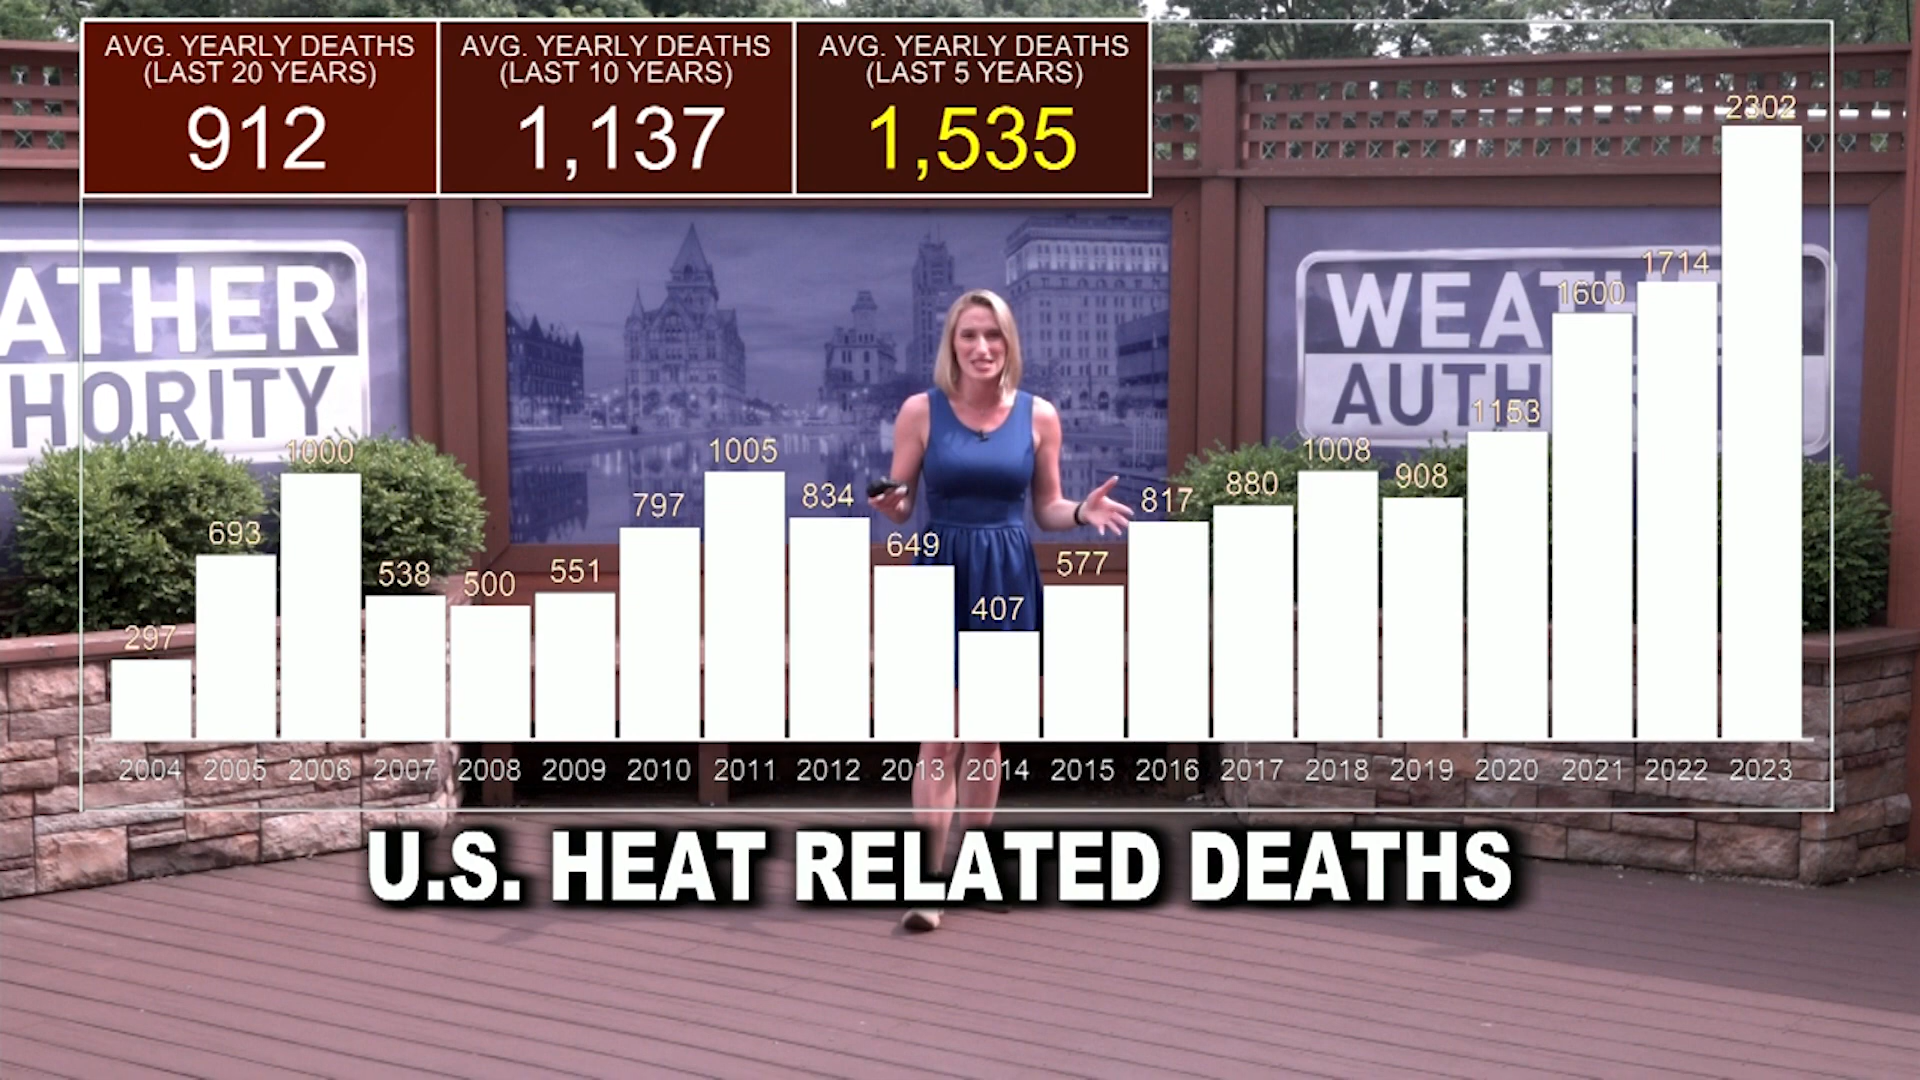 AVG. YEARLY DEATHS
(LAST 20 YEARS)
912
AVG. YEARLY DEATHS
(LAST 10 YEARS)
1,137
AVG. YEARLY DEATHS
(LAST 5 YEARS)
1,535
ATHER
HORITY
WEAT
AUTH
297
693
1000
538
500
551
797
1005
834
649
407
577
817
880
1008
908
1153
1600
1714
2302
2004 2005 2006 2007 2008 2009 2010 2011 2012 2013 2014 2015 2016 2017 2018 2019 2020 2021 2022 2023
U.S. HEAT RELATED DEATHS